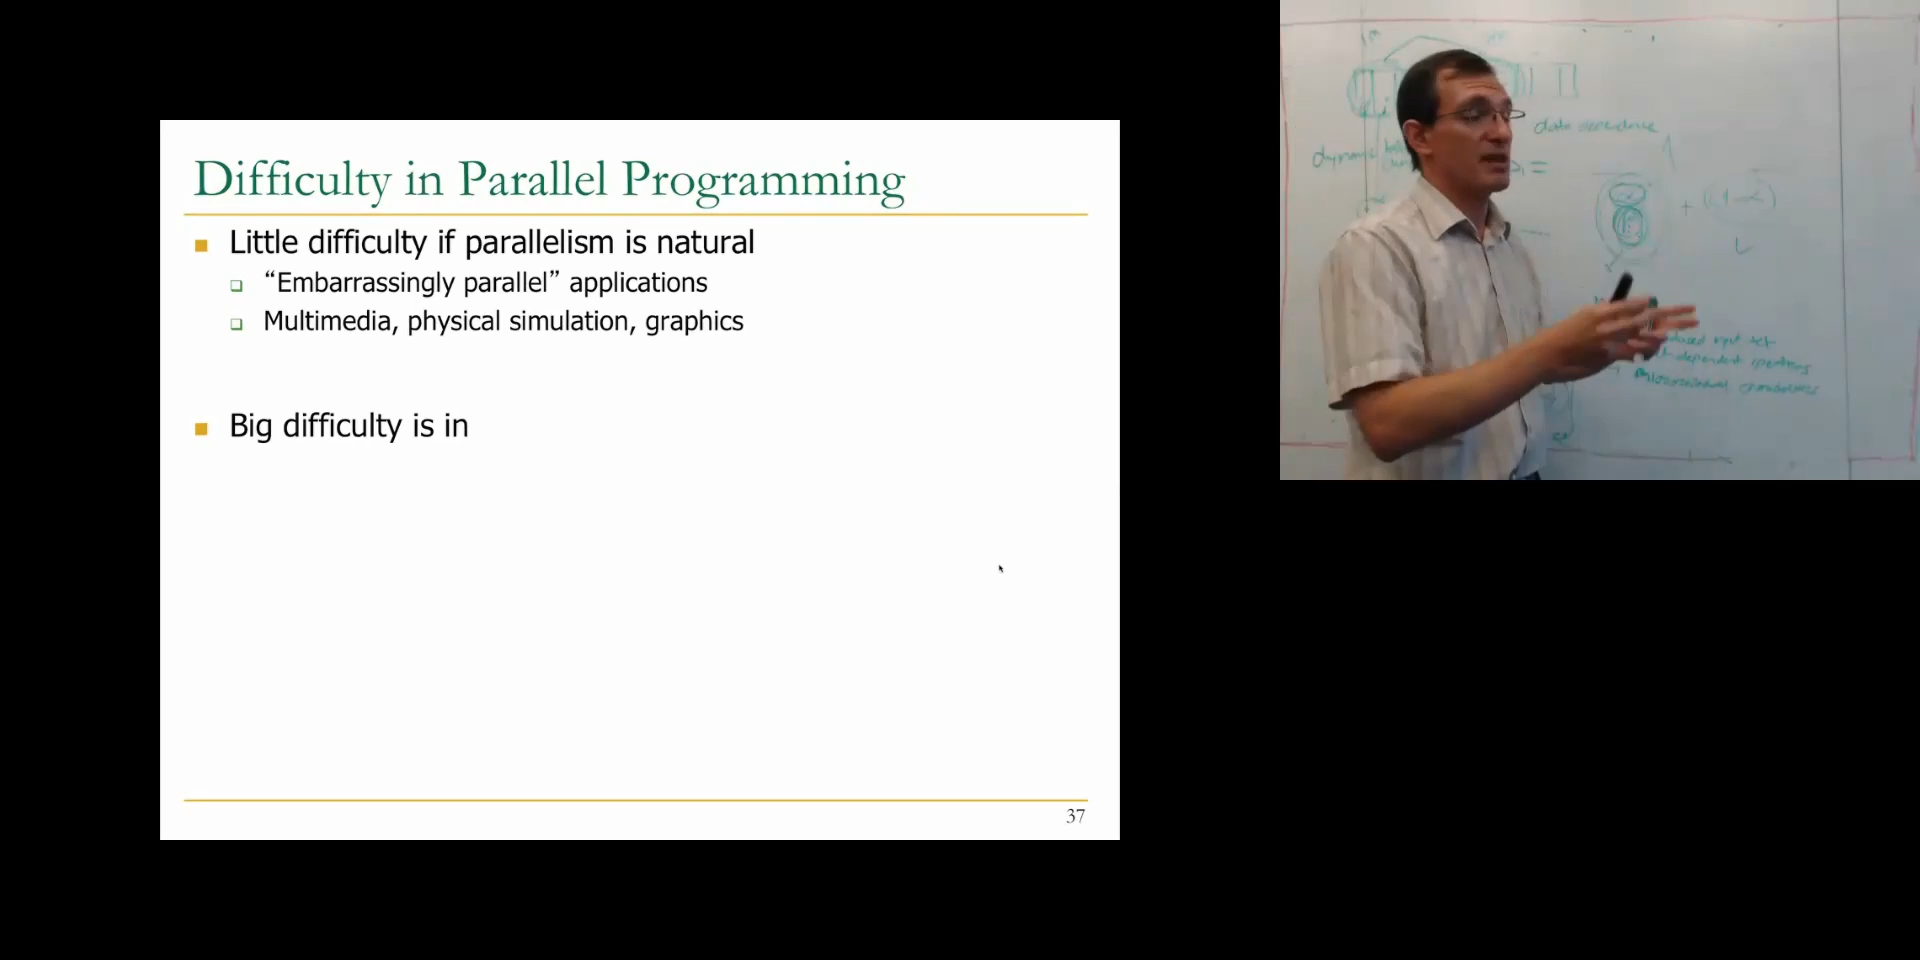 Difficulty in Parallel Programming
Little difficulty if parallelism is natural
“Embarrassingly parallel” applications
Multimedia, physical simulation, graphics
Big difficulty is in
37
data dependence